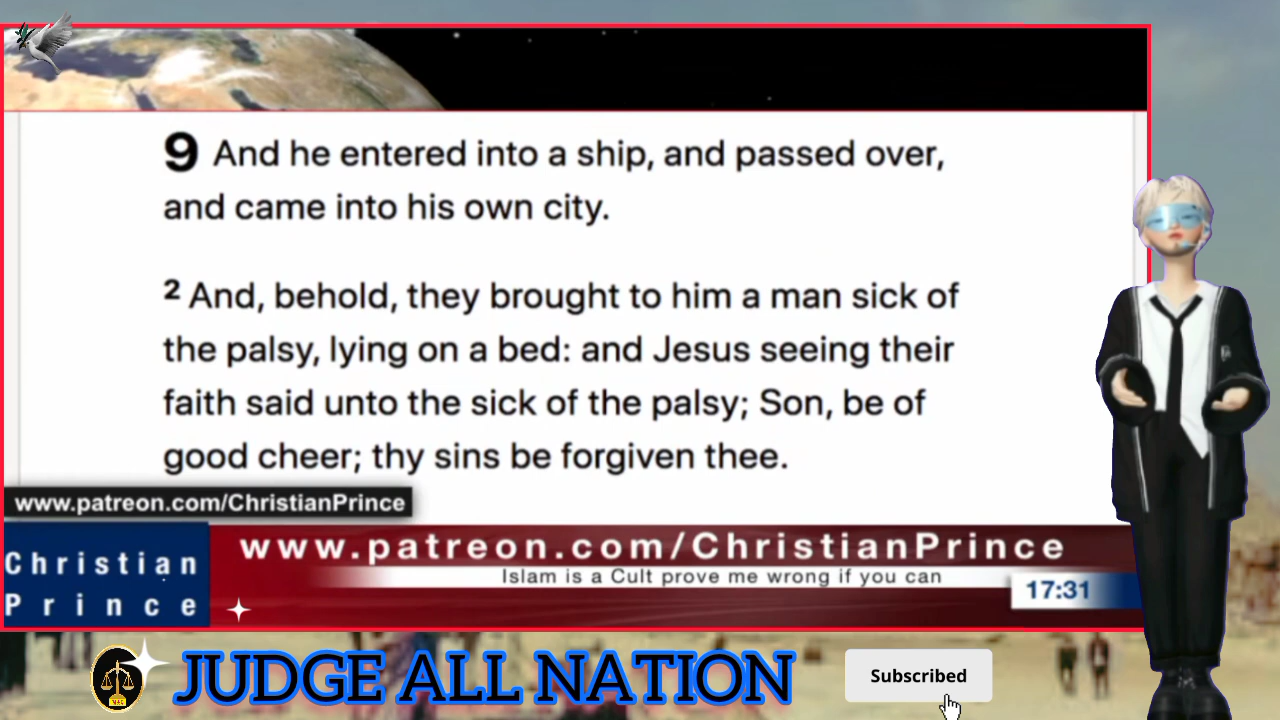 9 And he entered into a ship, and passed over,
and came into his own city.
2 And, behold, they brought to him a man sick of
the palsy, lying on a bed: and Jesus seeing their
faith said unto the sick of the palsy; Son, be of
good cheer; thy sins be forgiven thee.
www.patreon.com/ChristianPrince
www.patreon.com/ChristianPrince
Islam is a Cult prove me wrong if you can
Christian
Prince
17:31
JUDGE ALL NATION
Subscribed